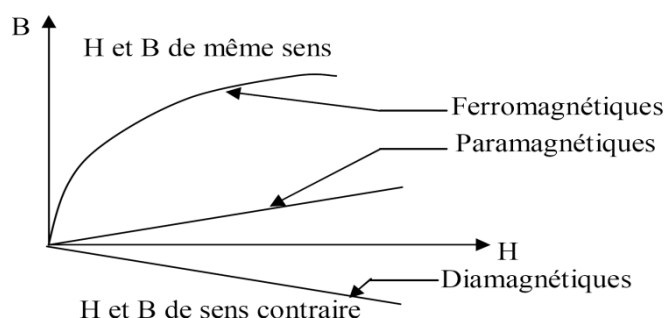 B
H et B de même sens
Ferromagnétiques
Paramagnétiques
H
Diamagnétiques
H et B de sens contraire